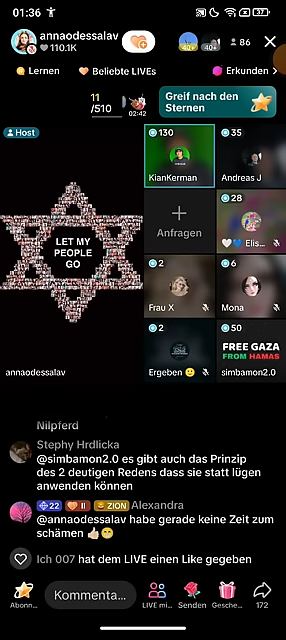 01:36
37
annaodessalav
110.1K
40+
40+
86
Lernen
Beliebte LIVEs
Erkunden
11
/510
02:42
Greif nach den
Sternen
Host
130
KianKerman
35
Andreas J
LET MY
PEOPLE
GO
Anfragen
28
Elis...
2
Frau X
6
Mona
2
Ergeben
50
FREE GAZA
FROM HAMAS
simbamon2.0
annaodessalav
Nilpferd
Stephy Hrdlicka
@simbamon2.0 es gibt auch das Prinzip
des 2 deutigen Redens dass sie statt lügen
anwenden können
22 II ZION Alexandra
@annaodessalav habe gerade keine Zeit zum
schämen 👍🏻😁
Ich 007 hat dem LIVE einen Like gegeben
Abonn...
Kommenta...
LIVE mi...
Senden
Gesche...
172